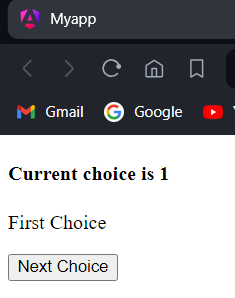 Myapp
Gmail Google
Current choice is 1
First Choice
Next Choice